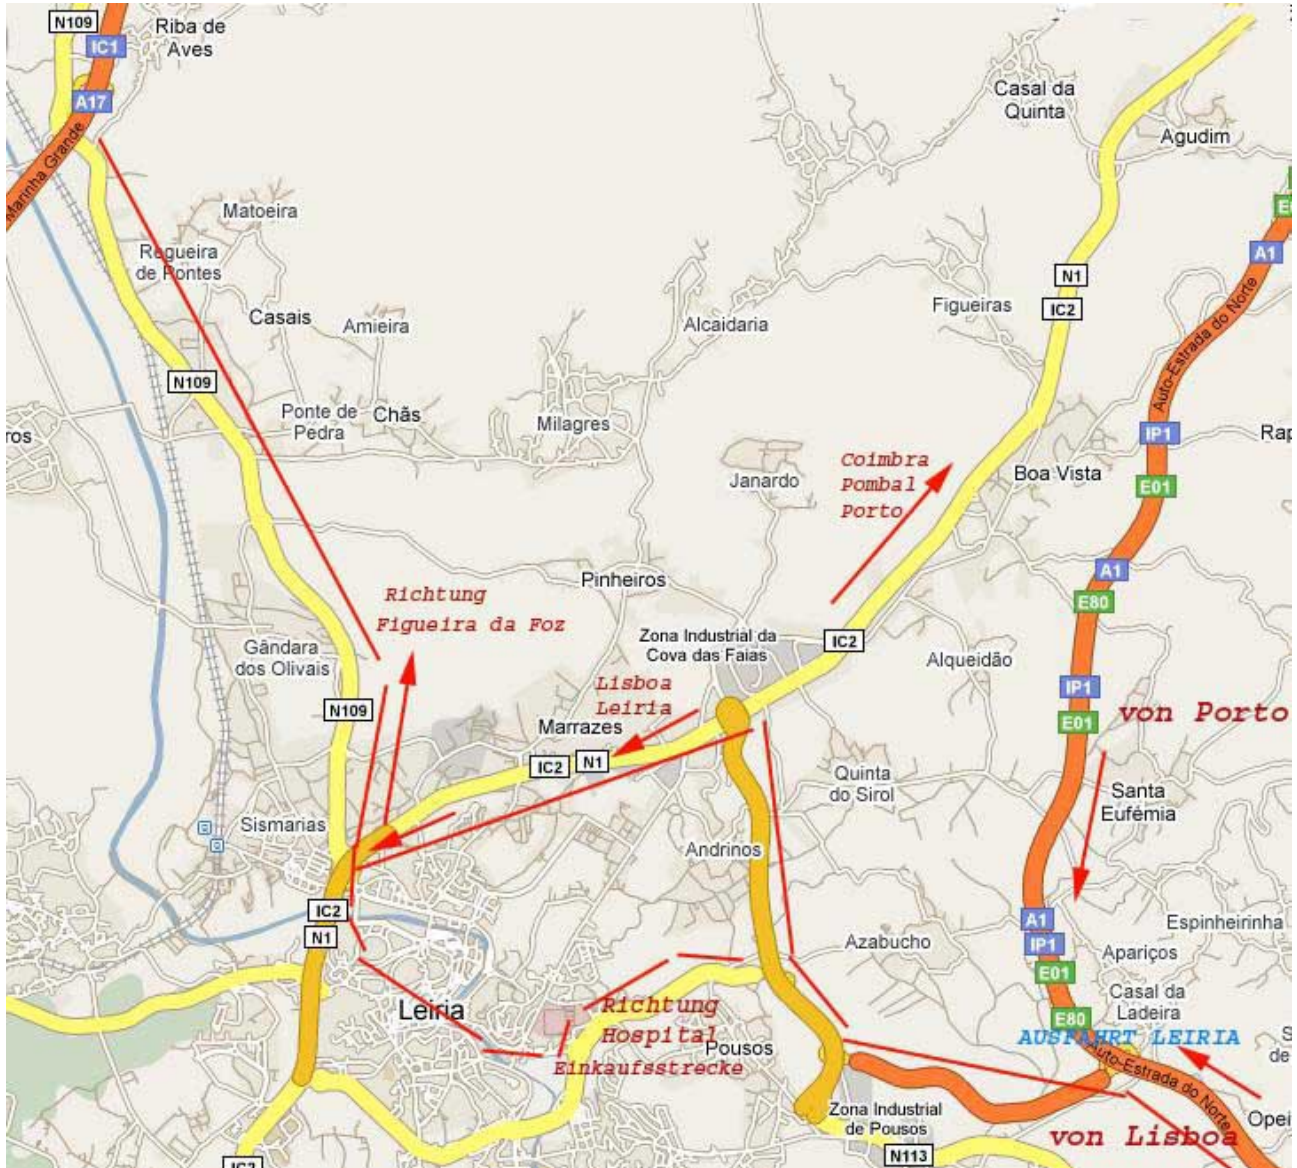 N109
Riba de
Aves
IC1
A17
Marinha Grande
Casal da
Quinta
Agudim
Matoeira
Regueira
de Pontes
A1
N1
IC2
Figueiras
Casais
Amieira
Alcaidaria
Auto-Estrada do Norte
N109
Ponte de
Pedra
Chãs
Milagres
ros
IP1
Rap
Coimbra
Pombal
Porto
Janardo
Boa Vista
E01
Pinheiros
A1
E80
Richtung
Figueira da Foz
Zona Industrial da
Cova das Faias
IC2
Gândara
dos Olivais
Alqueidão
Lisboa
Leiria
IP1
E01
von Porto
N109
Marrazes
IC2
N1
Quinta
do Sirol
Santa
Eufémia
Sismarias
Andrinos
IC2
N1
A1
IP1
Espinheirinha
Azabucho
Apariços
E01
Casal da
Ladeira
Leiria
Richtung
Hospital
Einkaufsstrecke
Pousos
E80
AUSFAHRT LEIRIA
S
de
Auto-Estrada do Norte
Zona Industrial
de Pousos
Opei
von Lisboa
N113
IC2